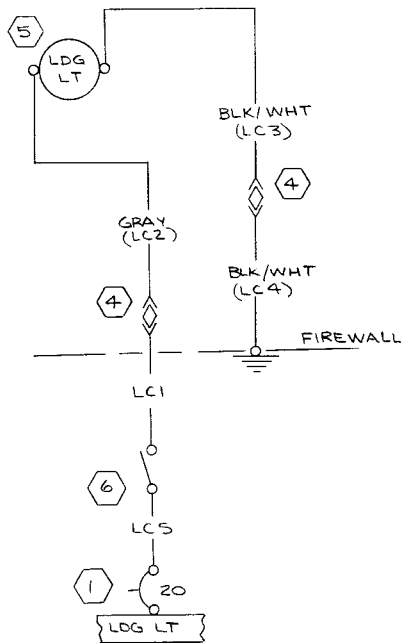 5
LDG
LT
BLK/WHT
(LC3)
4
GRAY
(LC2)
BLK/WHT
(LC4)
4
FIREWALL
LC1
6
LC5
1
20
LDG LT